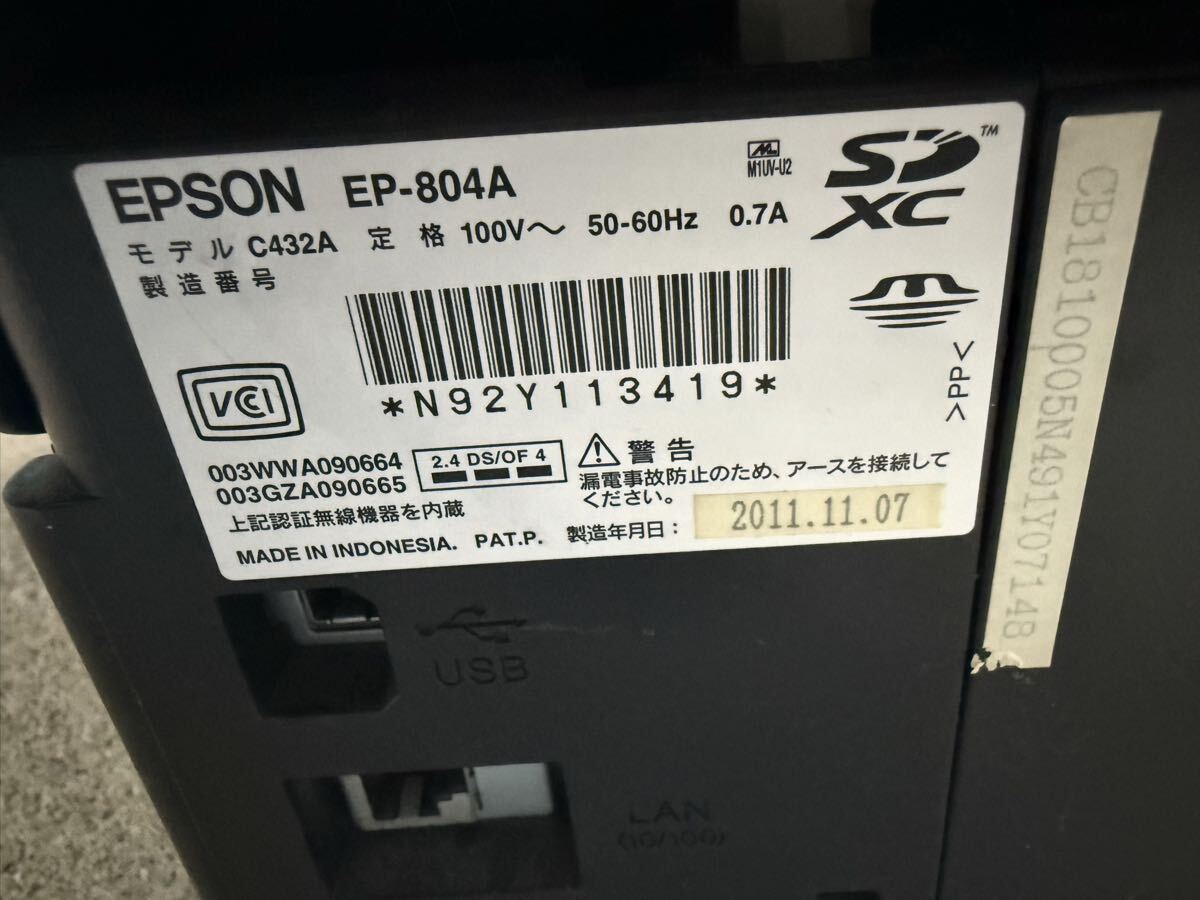 EPSON EP-804A
M1UV-U2
SD XC™
モデル C432A 定格 100V～ 50-60Hz 0.7A
製造番号
*N92Y113419*
>PP<
VCCI
003WWA090664
003GZA090665
2.4 DS/OF 4
上記認証無線機器を内蔵
警告
漏電事故防止のため、アースを接続して
ください。
MADE IN INDONESIA. PAT.P. 製造年月日： 2011.11.07
CB181Q005N491Y07148
USB
LAN
(10/100)